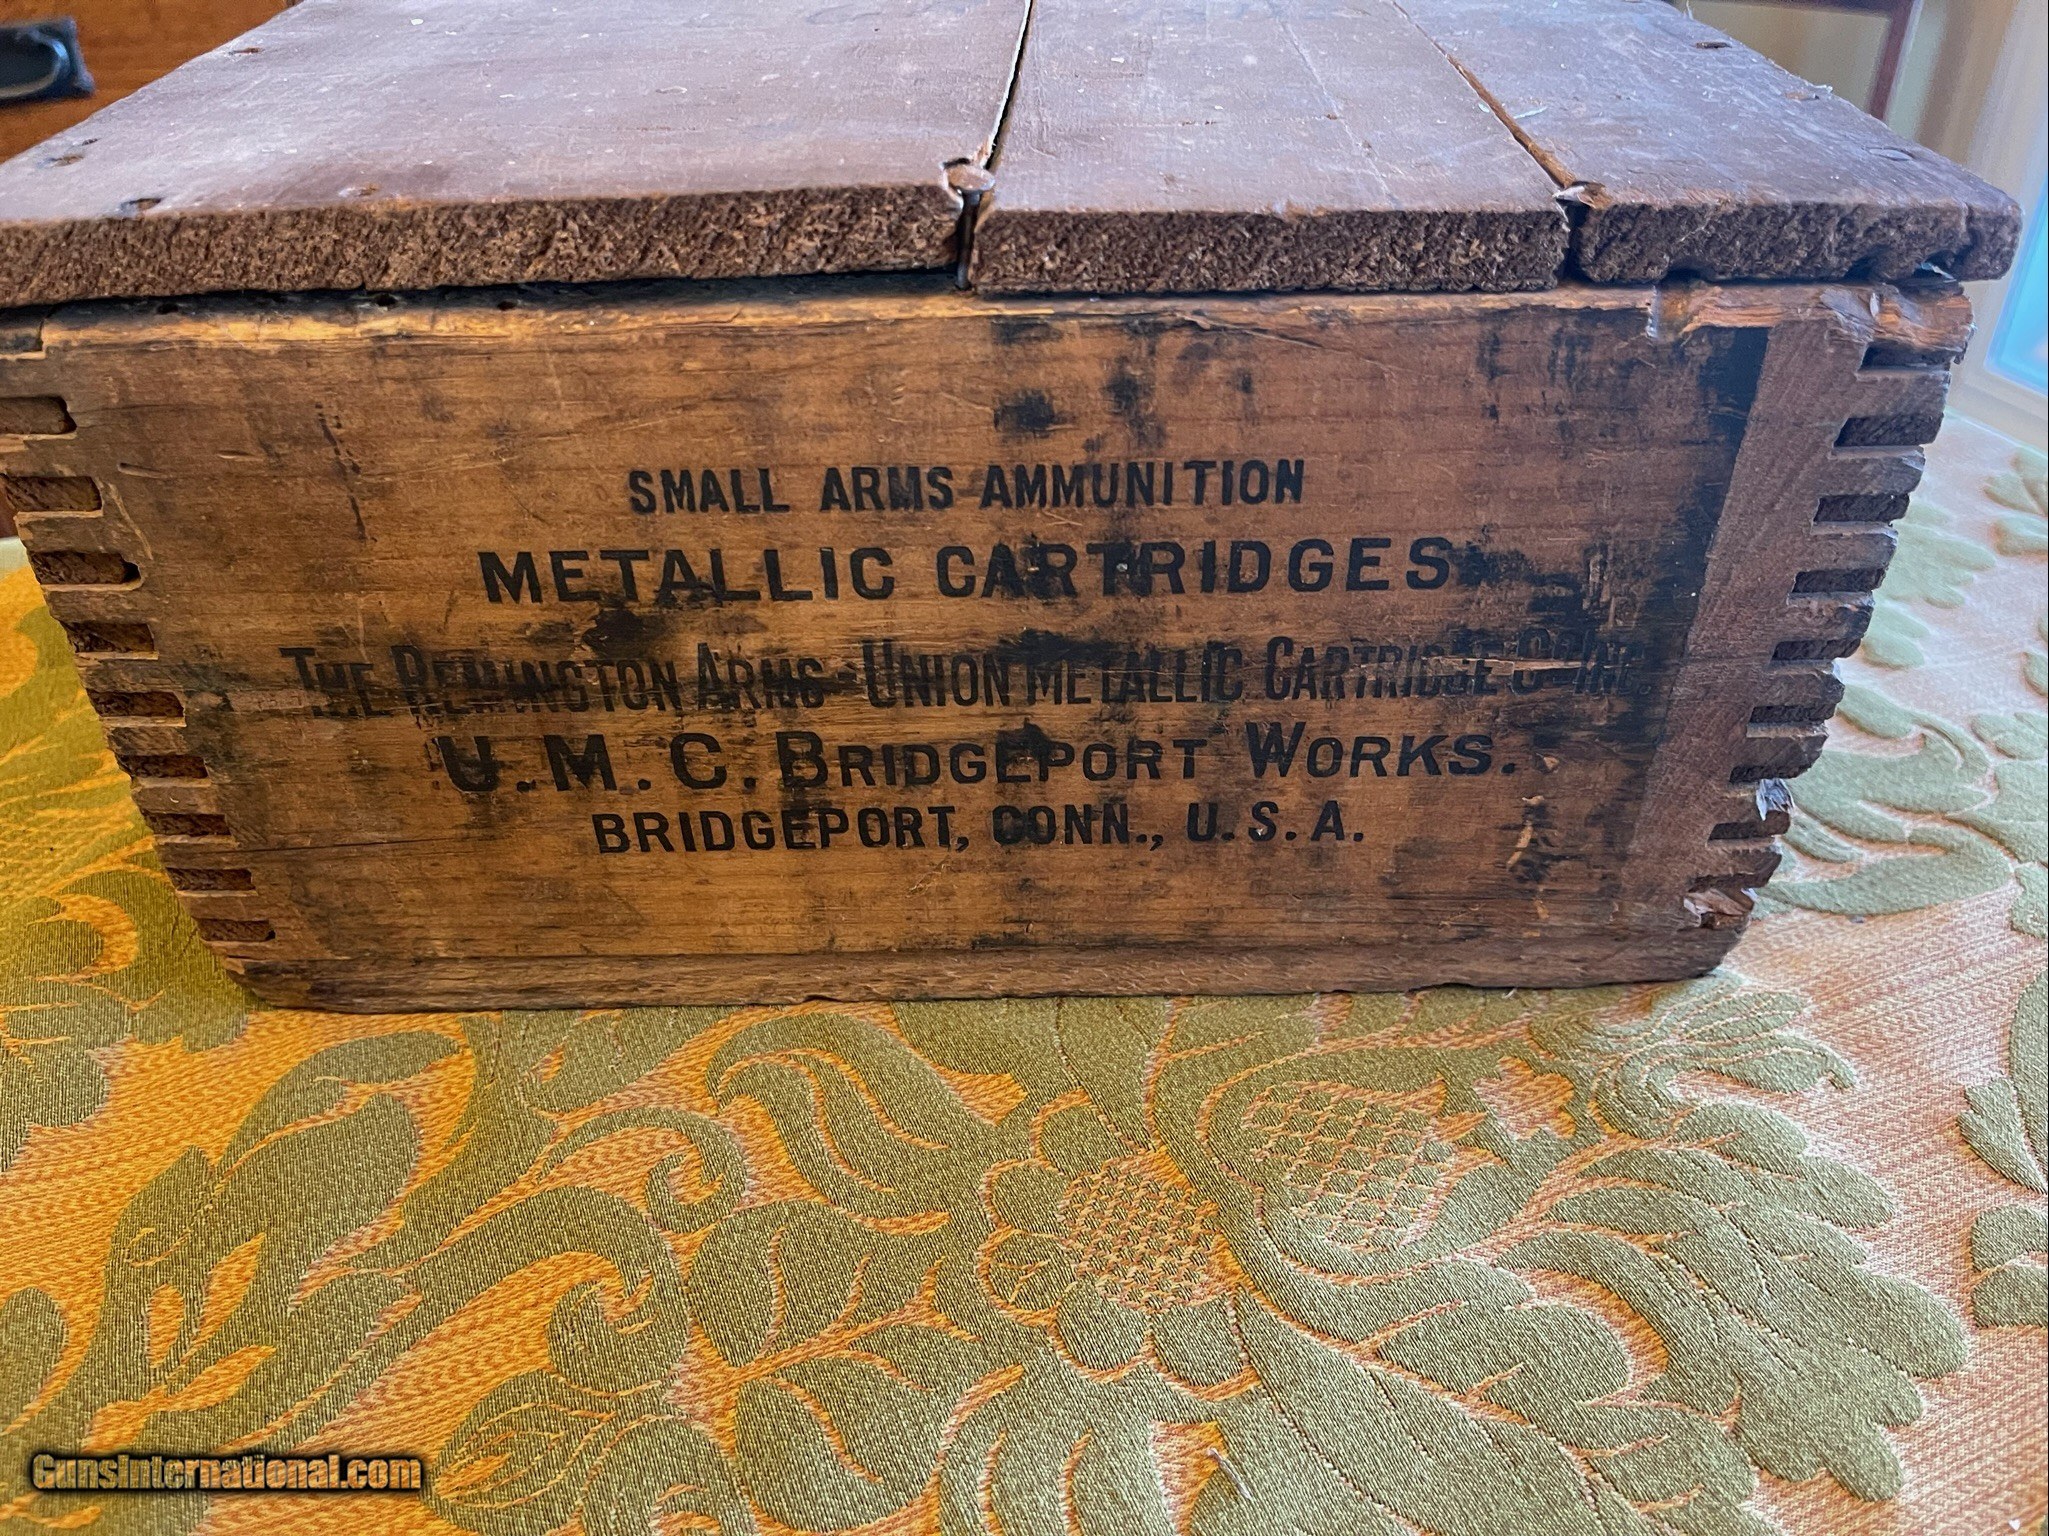 SMALL ARMS AMMUNITION
METALLIC CARTRIDGES
THE REMINGTON ARMS-UNION METALLIC CARTRIDGE CO INC.
U.M.C. BRIDGEPORT WORKS.
BRIDGEPORT, CONN., U.S.A.
GunsInternational.com